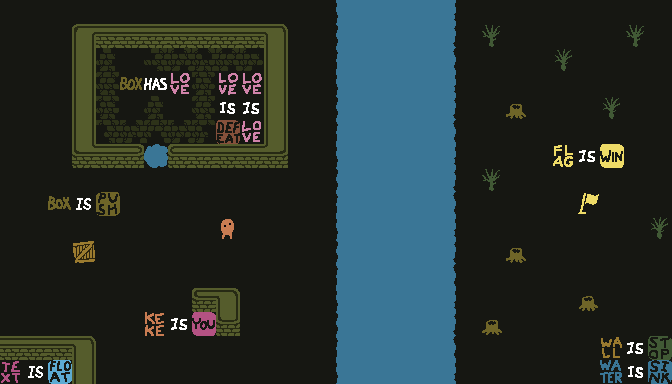 BOX HAS LOVE LOVE LOVE
IS IS
DEFEAT LOVE
FLAG IS WIN
BOX IS PUSH
KEKE IS YOU
WALL IS STOP
TEXT IS FLOAT
WATER IS SINK